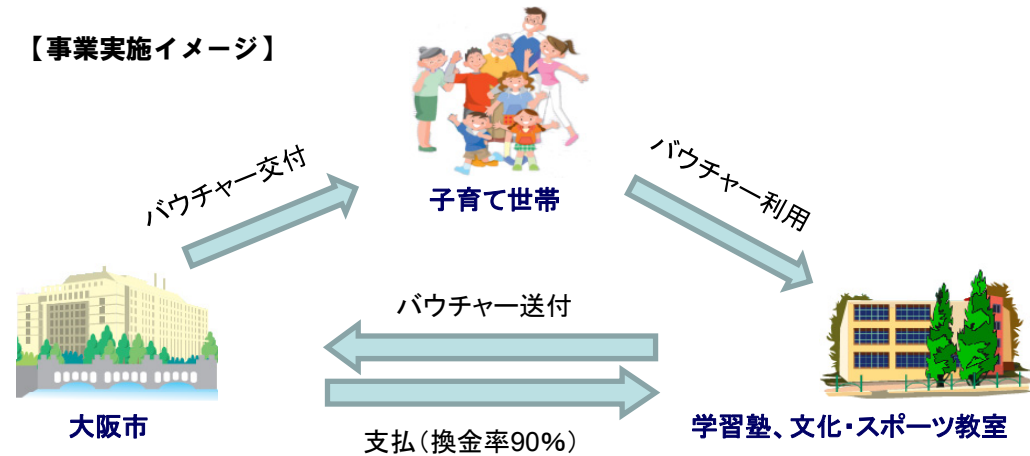 【事業実施イメージ】
バウチャー交付
子育て世帯
バウチャー利用
バウチャー送付
大阪市
支払(換金率90%)
学習塾、文化・スポーツ教室